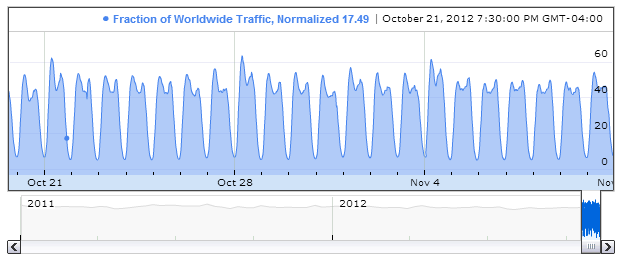 Fraction of Worldwide Traffic, Normalized 17.49 | October 21, 2012 7:30:00 PM GMT-04:00
60
40
20
0
Oct 21 Oct 28 Nov 4 Nov
2011 2012